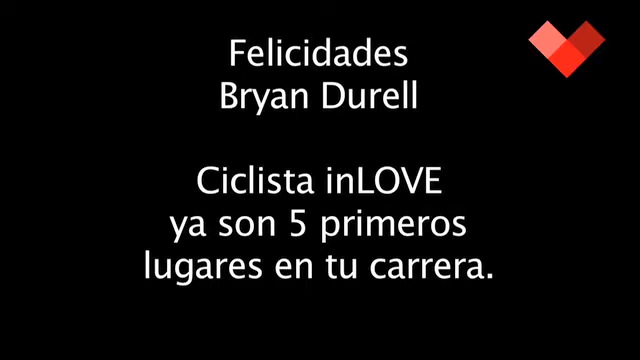 Felicidades
Bryan Durell
Ciclista inLOVE
ya son 5 primeros
lugares en tu carrera.